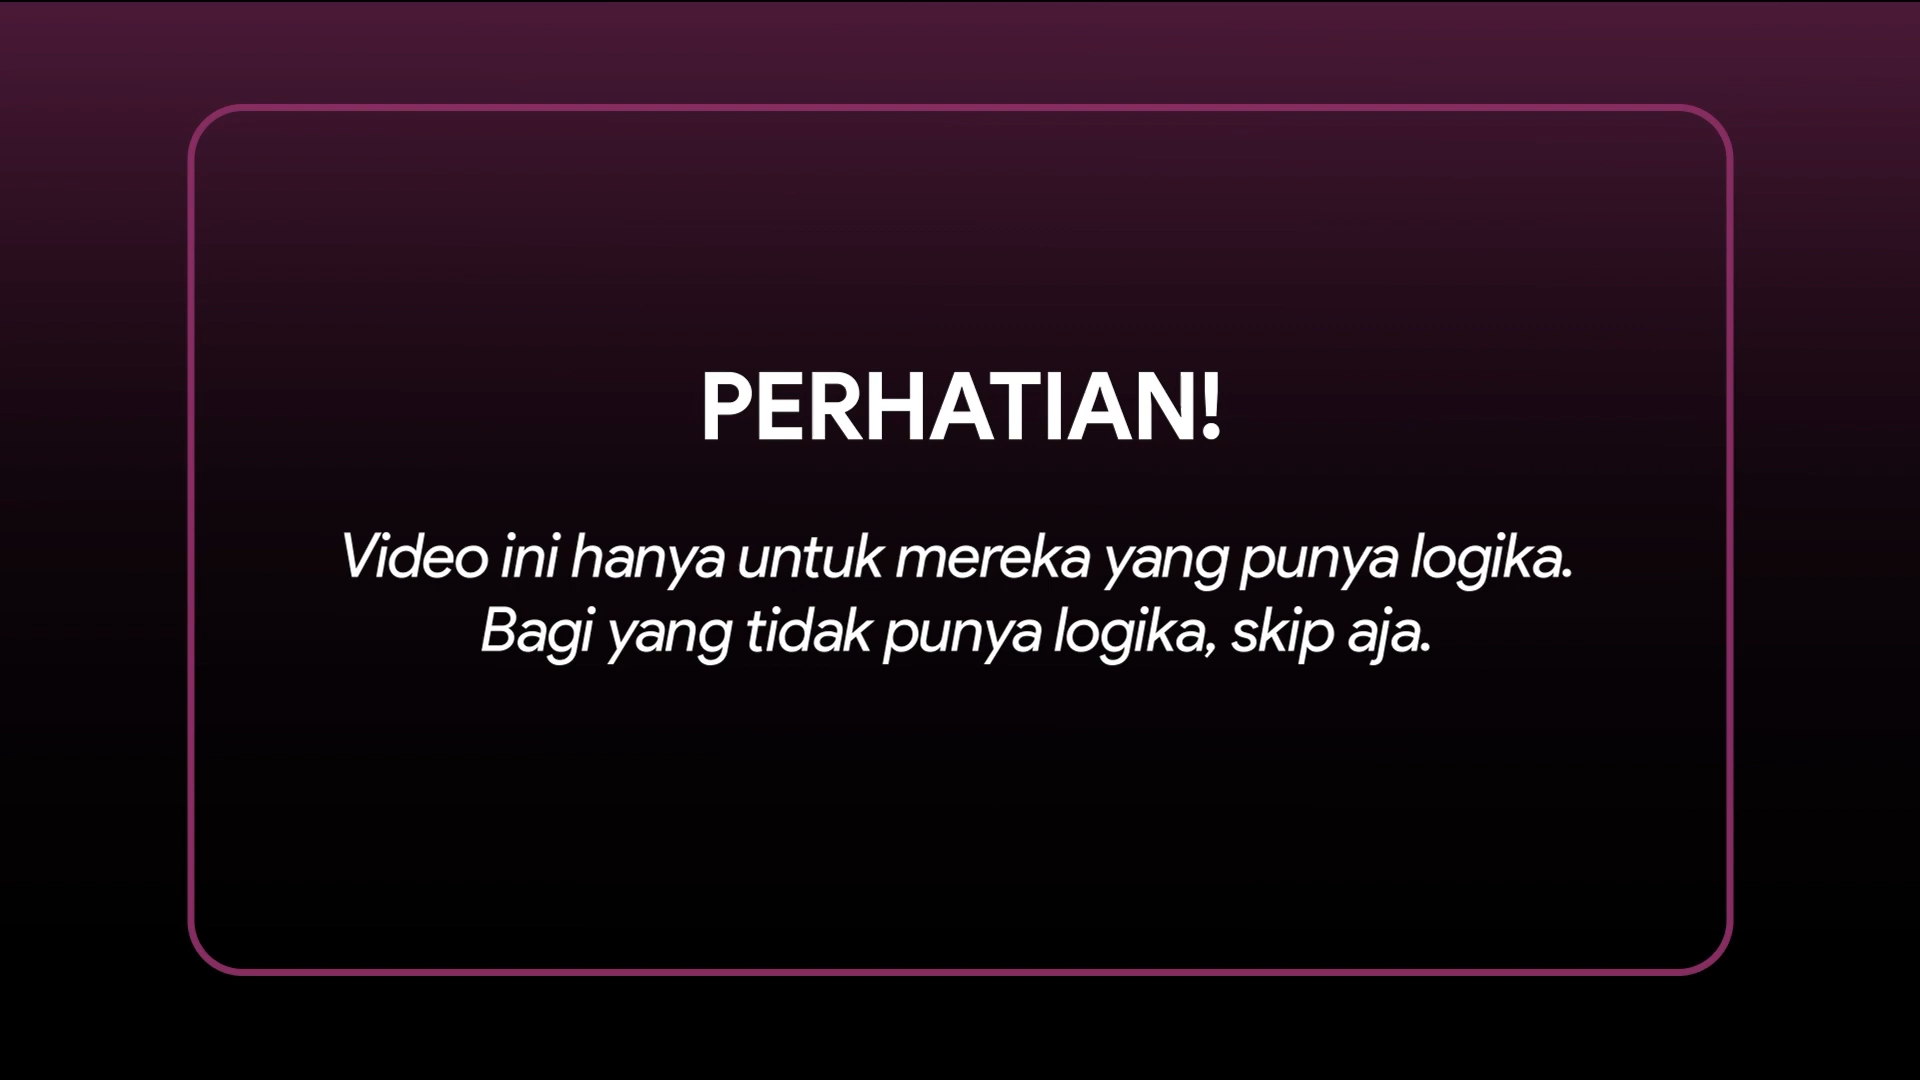 PERHATIAN!
Video ini hanya untuk mereka yang punya logika.
Bagi yang tidak punya logika, skip aja.